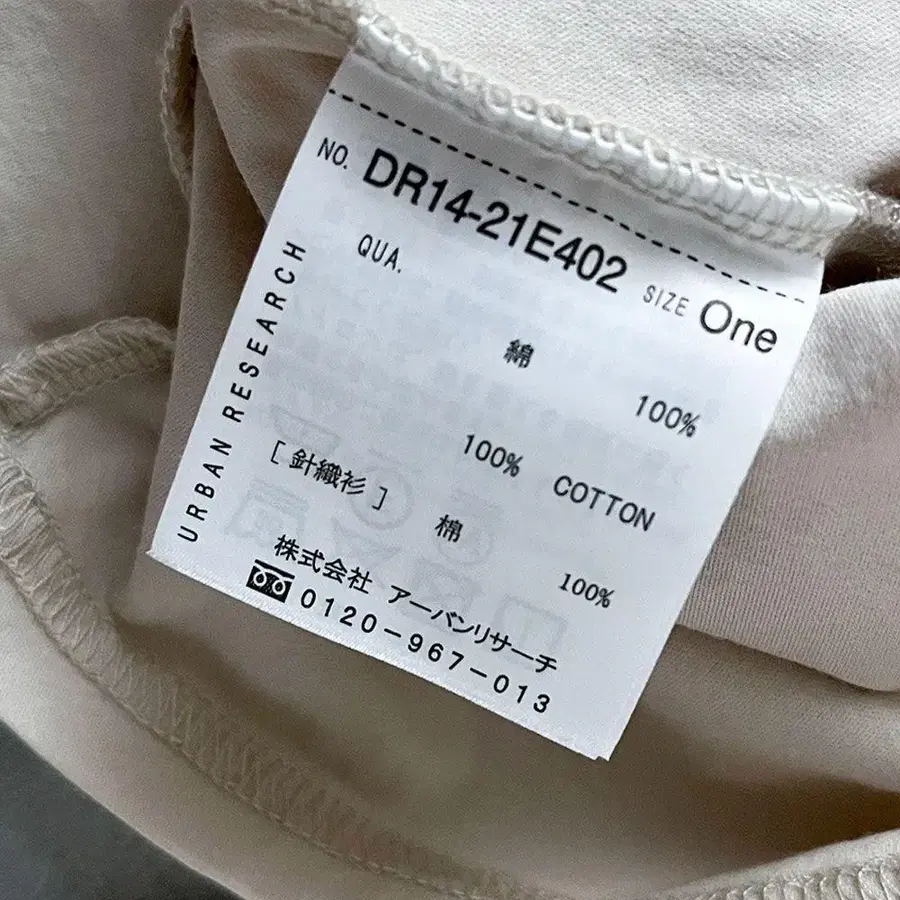 NO. DR14-21E402 SIZE One
QUA.
綿 100%
100% COTTON
[ 針織衫 ]
棉 100%
株式会社 アーバンリサーチ
0120-967-013
URBAN RESEARCH